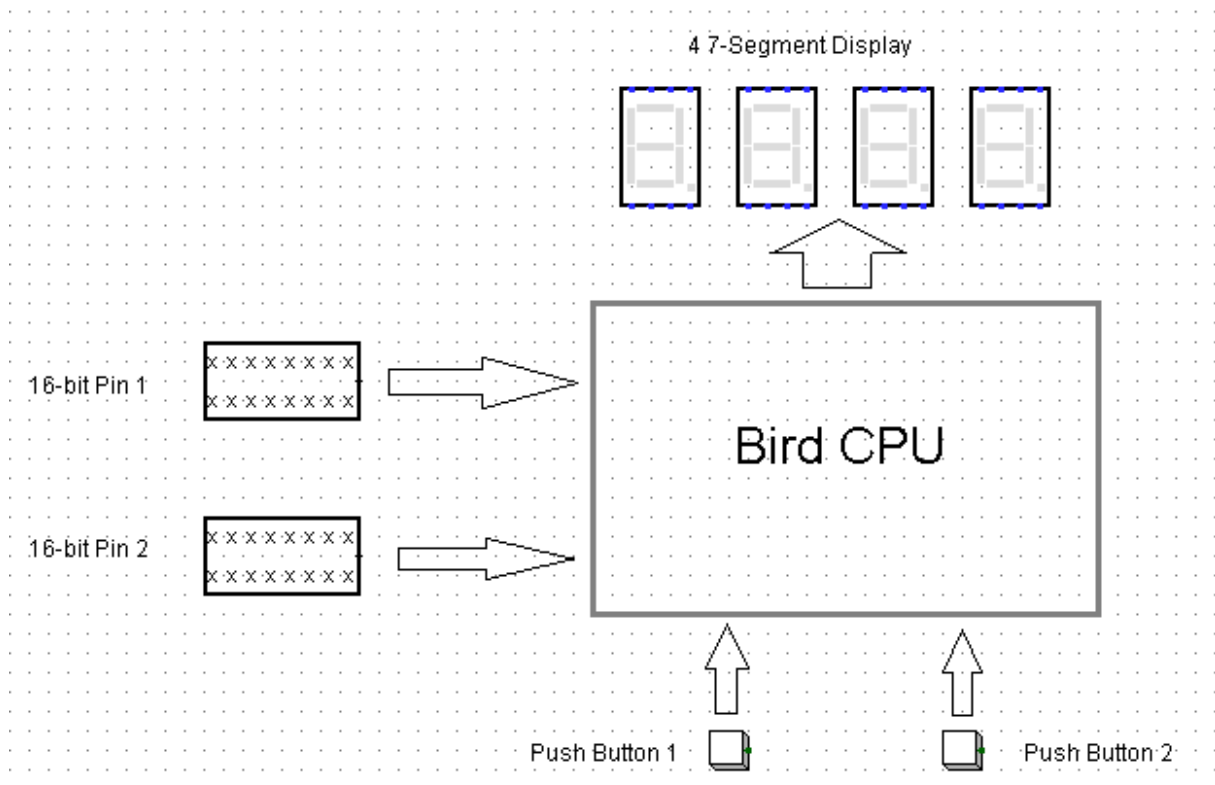 4 7-Segment Display
16-bit Pin 1
x x x x x x x x
x x x x x x x x
Bird CPU
16-bit Pin 2
x x x x x x x x
x x x x x x x x
Push Button 1
Push Button 2